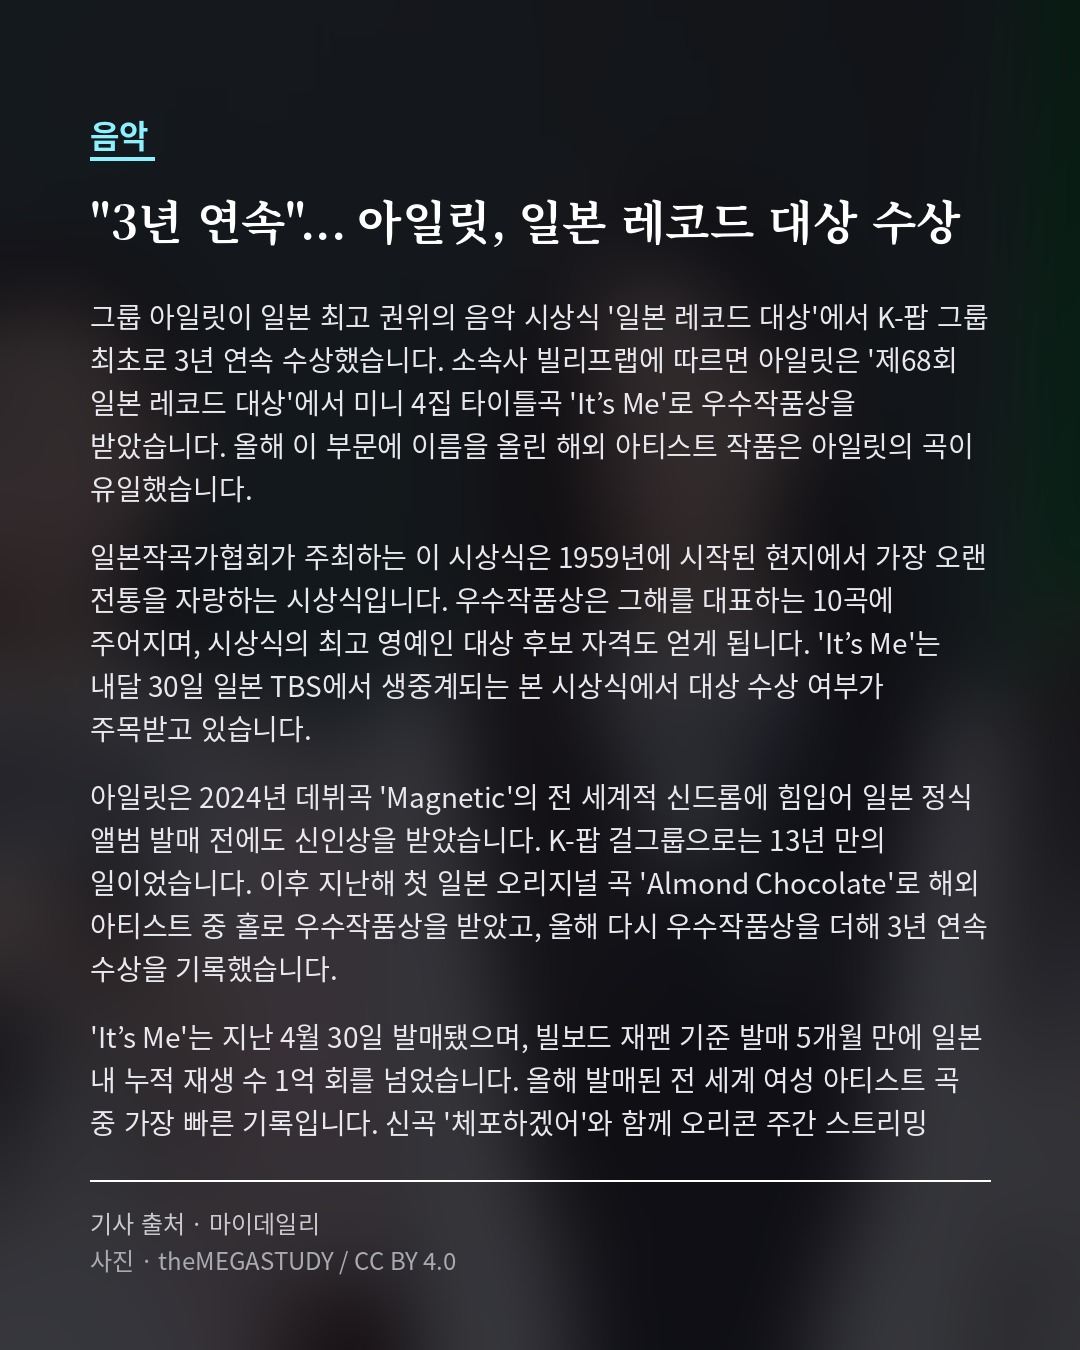 음악
"3년 연속"... 아일릿, 일본 레코드 대상 수상
그룹 아일릿이 일본 최고 권위의 음악 시상식 '일본 레코드 대상'에서 K-팝 그룹
최초로 3년 연속 수상했습니다. 소속사 빌리프랩에 따르면 아일릿은 '제68회
일본 레코드 대상'에서 미니 4집 타이틀곡 'It’s Me'로 우수작품상을
받았습니다. 올해 이 부문에 이름을 올린 해외 아티스트 작품은 아일릿의 곡이
유일했습니다.
일본작곡가협회가 주최하는 이 시상식은 1959년에 시작된 현지에서 가장 오랜
전통을 자랑하는 시상식입니다. 우수작품상은 그해를 대표하는 10곡에
주어지며, 시상식의 최고 영예인 대상 후보 자격도 얻게 됩니다. 'It’s Me'는
내달 30일 일본 TBS에서 생중계되는 본 시상식에서 대상 수상 여부가
주목받고 있습니다.
아일릿은 2024년 데뷔곡 'Magnetic'의 전 세계적 신드롬에 힘입어 일본 정식
앨범 발매 전에도 신인상을 받았습니다. K-팝 걸그룹으로는 13년 만의
일이었습니다. 이후 지난해 첫 일본 오리지널 곡 'Almond Chocolate'로 해외
아티스트 중 홀로 우수작품상을 받았고, 올해 다시 우수작품상을 더해 3년 연속
수상을 기록했습니다.
'It’s Me'는 지난 4월 30일 발매됐으며, 빌보드 재팬 기준 발매 5개월 만에 일본
내 누적 재생 수 1억 회를 넘었습니다. 올해 발매된 전 세계 여성 아티스트 곡
중 가장 빠른 기록입니다. 신곡 '체포하겠어'와 함께 오리콘 주간 스트리밍
기사 출처 · 마이데일리
사진 · theMEGASTUDY / CC BY 4.0